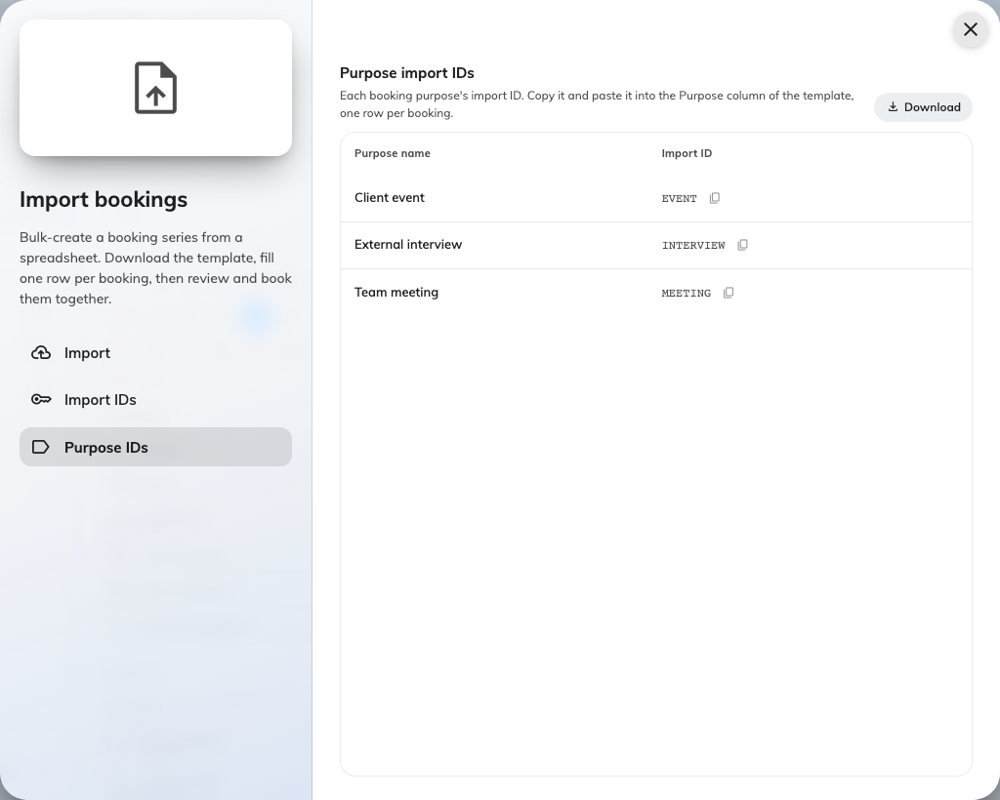 Import bookings
Bulk-create a booking series from a
spreadsheet. Download the template, fill
one row per booking, then review and book
them together.
Import
Import IDs
Purpose IDs
Purpose import IDs
Each booking purpose's import ID. Copy it and paste it into the Purpose column of the template,
one row per booking.
Download
Purpose name Import ID
Client event EVENT
External interview INTERVIEW
Team meeting MEETING